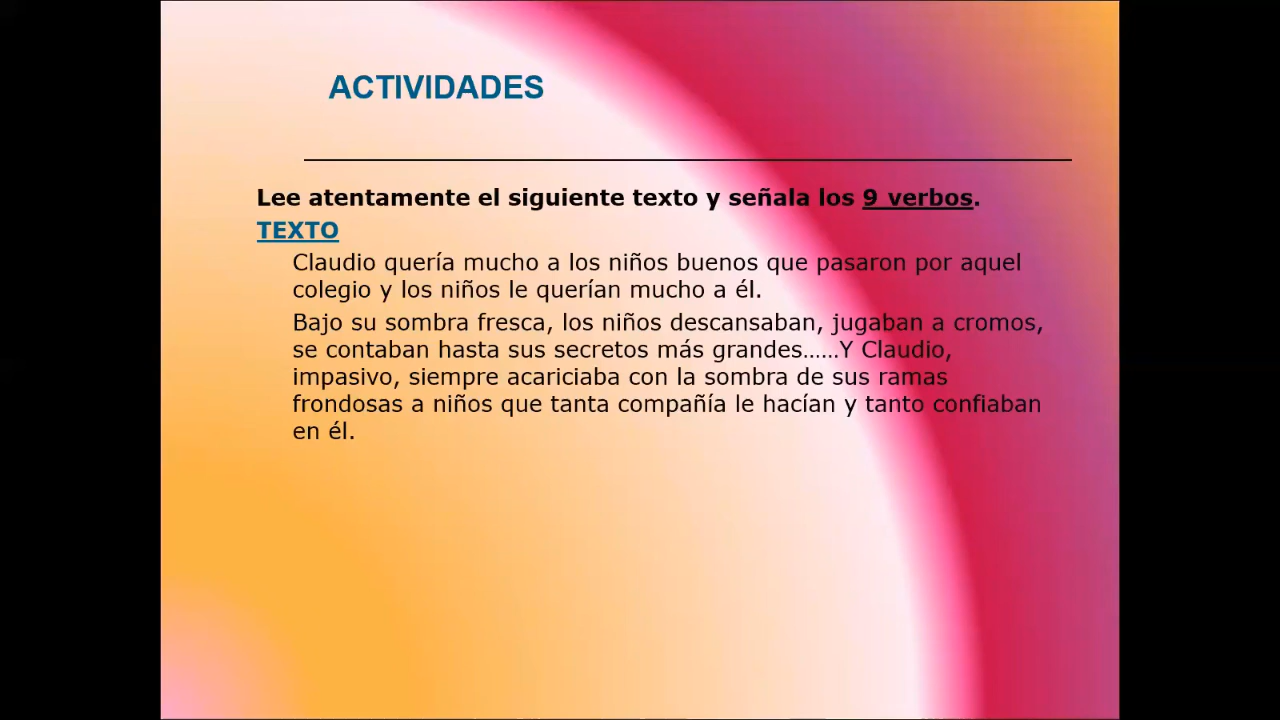 ACTIVIDADES
Lee atentamente el siguiente texto y señala los 9 verbos.
TEXTO
Claudio quería mucho a los niños buenos que pasaron por aquel
colegio y los niños le querían mucho a él.
Bajo su sombra fresca, los niños descansaban, jugaban a cromos,
se contaban hasta sus secretos más grandes......Y Claudio,
impasivo, siempre acariciaba con la sombra de sus ramas
frondosas a niños que tanta compañía le hacían y tanto confiaban
en él.